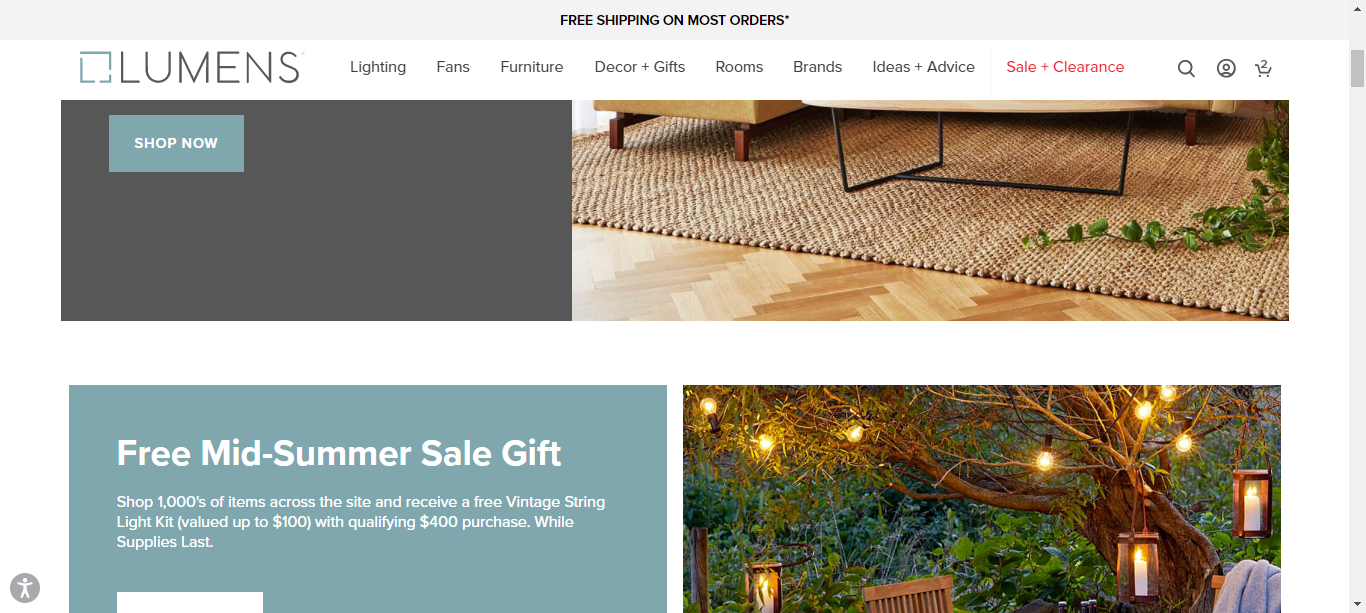 FREE SHIPPING ON MOST ORDERS*
LUMENS
Lighting
Fans
Furniture
Decor + Gifts
Rooms
Brands
Ideas + Advice
Sale + Clearance
2
SHOP NOW
Free Mid-Summer Sale Gift
Shop 1,000's of items across the site and receive a free Vintage String
Light Kit (valued up to $100) with qualifying $400 purchase. While
Supplies Last.